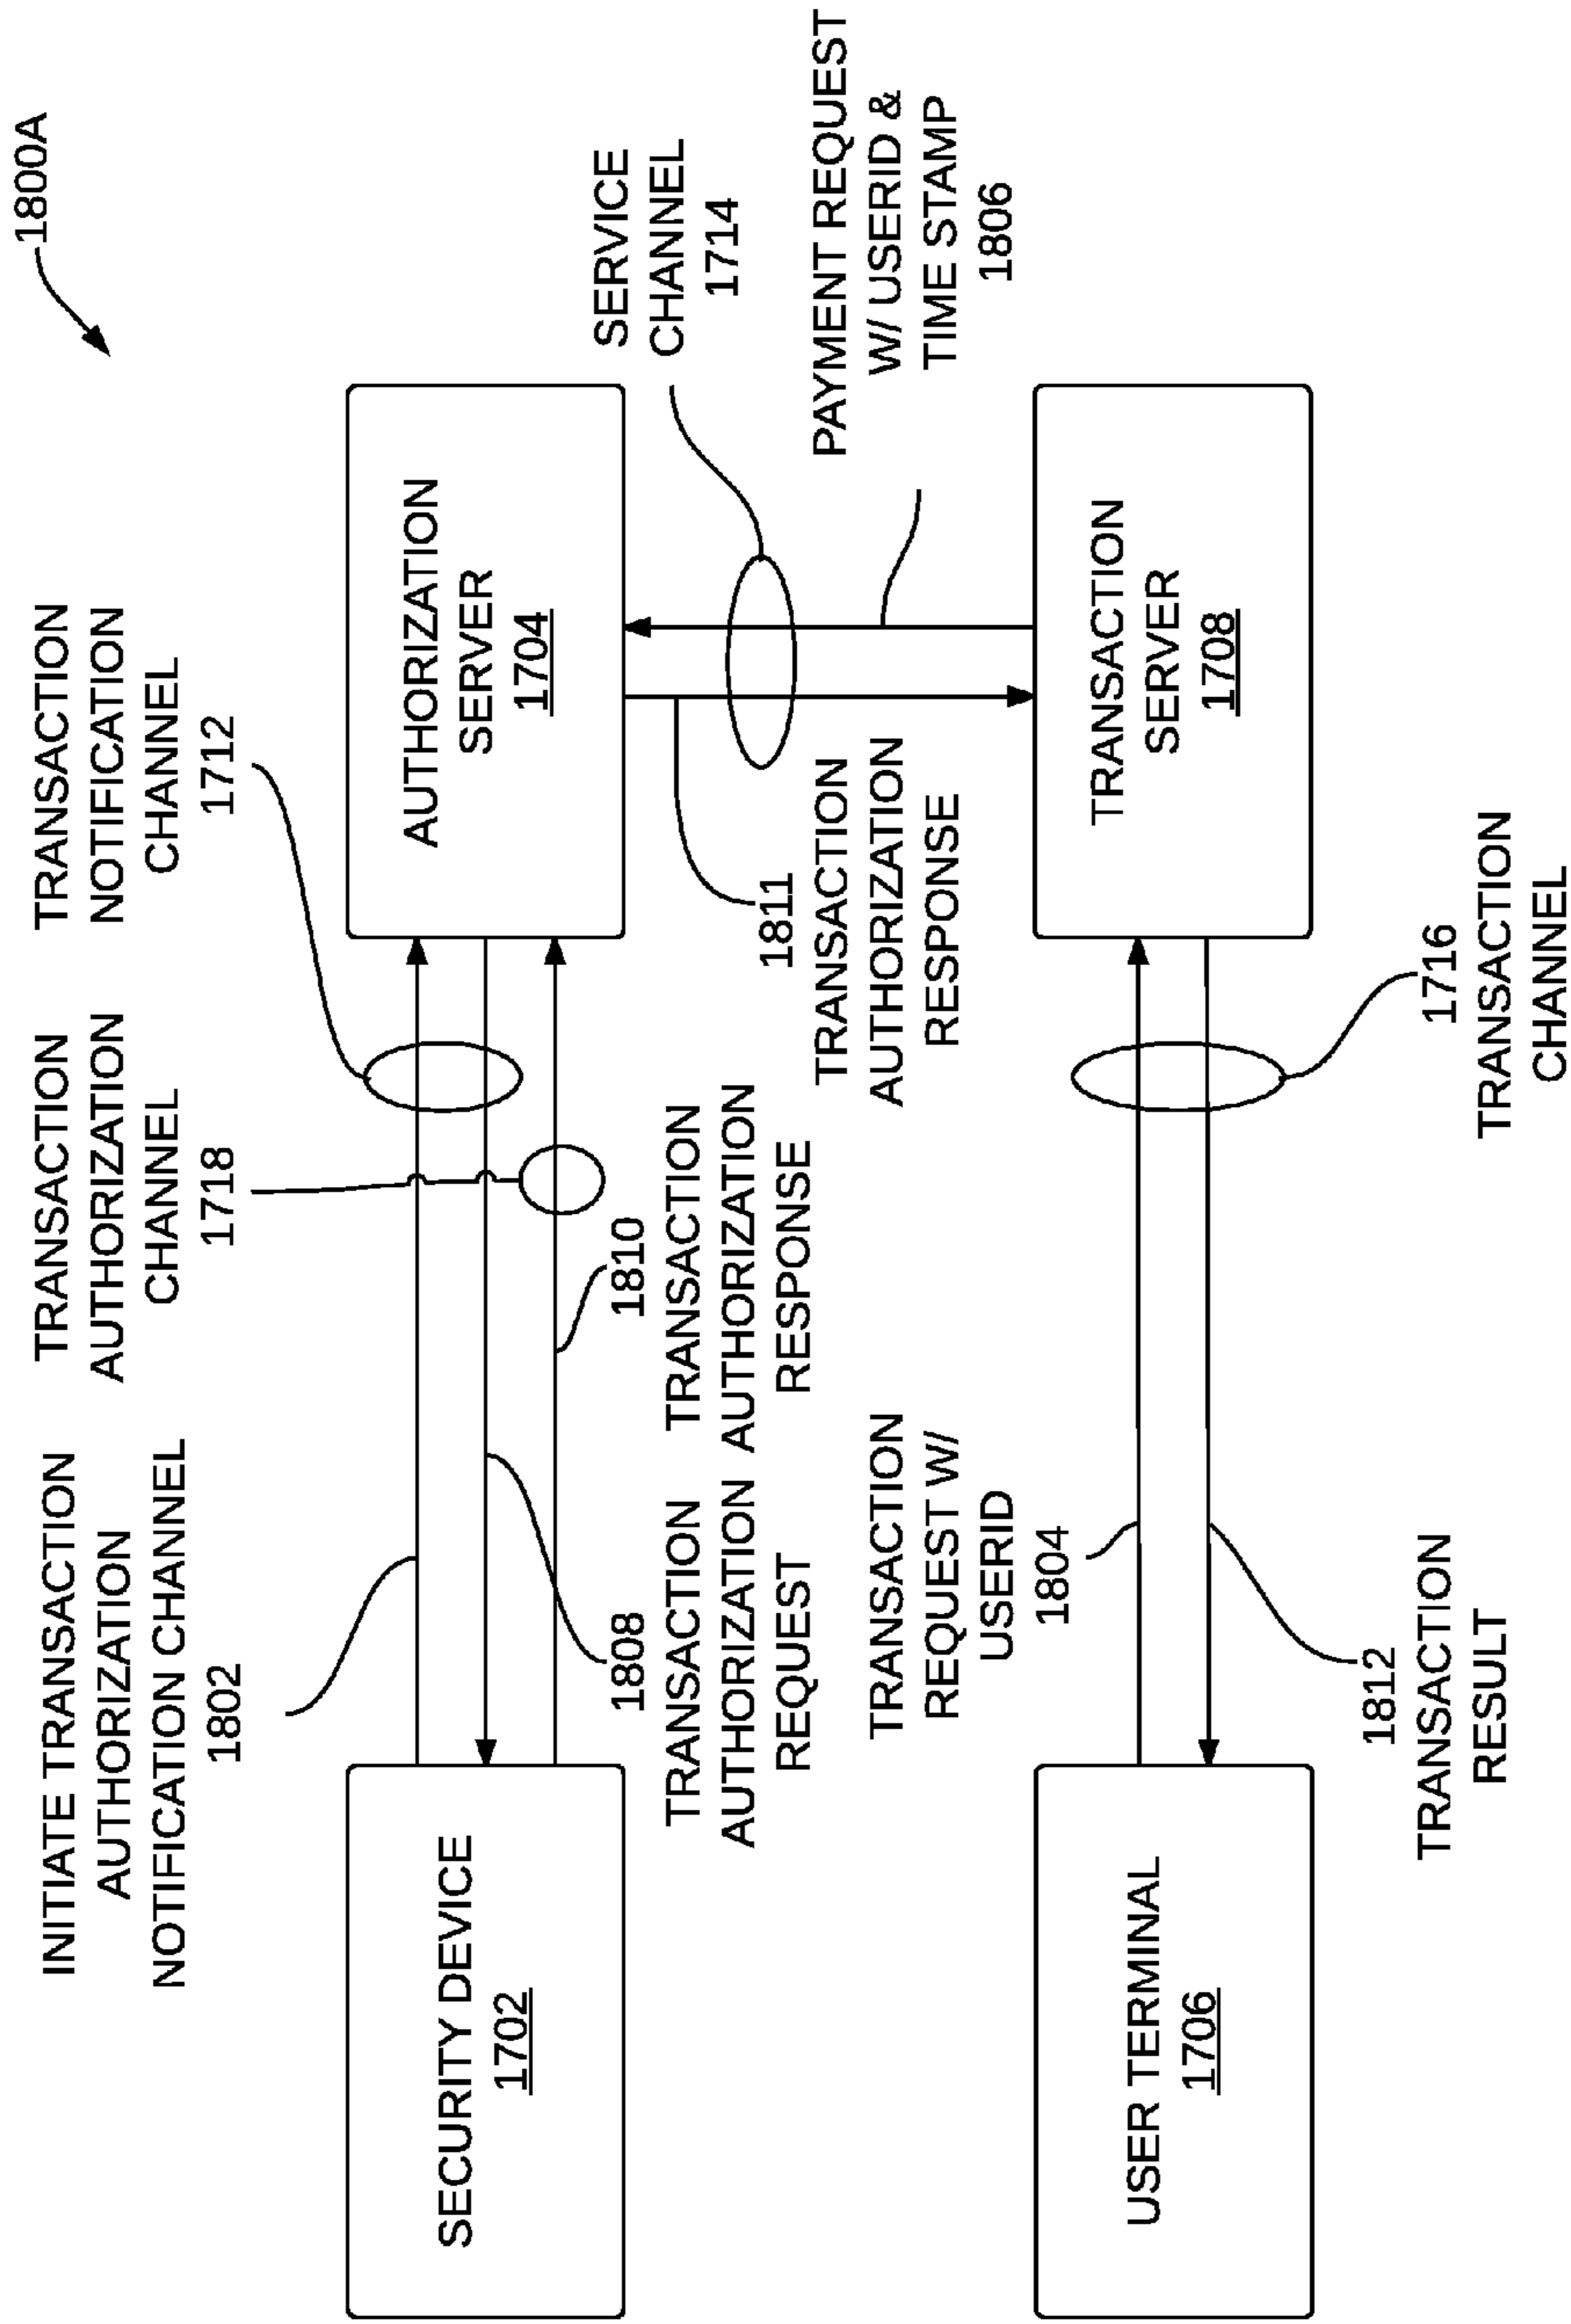 1800A
INITIATE TRANSACTION
AUTHORIZATION
NOTIFICATION CHANNEL
1802
TRANSACTION
AUTHORIZATION
CHANNEL
1718
TRANSACTION
NOTIFICATION
CHANNEL
1712
SECURITY DEVICE
1702
AUTHORIZATION
SERVER
1704
1808
TRANSACTION
AUTHORIZATION
REQUEST
1810
TRANSACTION
AUTHORIZATION
RESPONSE
SERVICE
CHANNEL
1714
1811
TRANSACTION
AUTHORIZATION
RESPONSE
PAYMENT REQUEST
W/ USERID &
TIME STAMP
1806
TRANSACTION
REQUEST W/
USERID
1804
USER TERMINAL
1706
TRANSACTION
SERVER
1708
1812
TRANSACTION
RESULT
1716
TRANSACTION
CHANNEL